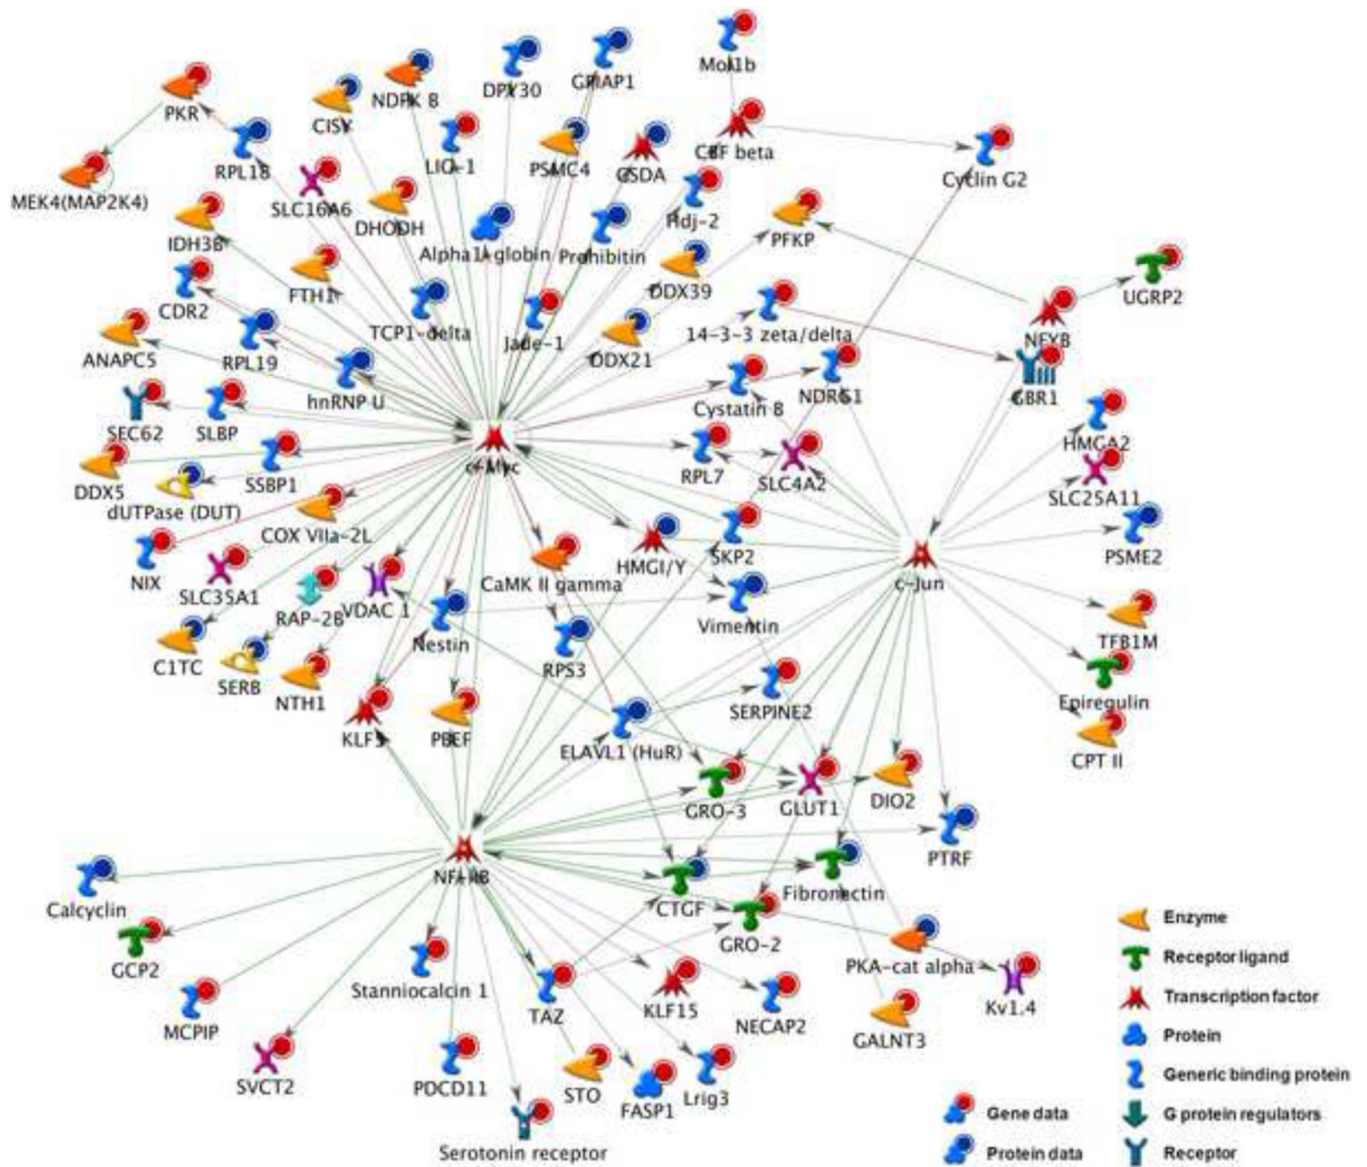 Mol1b
GPIAP1
DPY30
NDPK B
CISY
PKR
CBF beta
LIQ-1
PSMC4
CSDA
RPL18
Cyclin G2
MEK4(MAP2K4)
SLC16A6
DHODH
Hdj-2
IDH3B
Alpha1-globin
Prohibitin
PFKP
DDX39
UGRP2
CDR2
FTH1
TCP1-delta
Jade-1
14-3-3 zeta/delta
NFYB
ANAPC5
RPL19
DDX21
hnRNP U
Cystatin B
NDRG1
GBR1
SEC62
SLBP
HMGA2
c-Myc
RPL7
SLC4A2
DDX5
SSBP1
SLC25A11
dUTPase (DUT)
COX VIIa-2L
SKP2
PSME2
NIX
HMGI/Y
CaMK II gamma
c-Jun
SLC35A1
RAP-2B
VDAC 1
Nestin
Vimentin
TFB1M
C1TC
SERB
NTH1
RPS3
Epiregulin
SERPINE2
KLF5
PBEF
ELAVL1 (HuR)
CPT II
GRO-3
GLUT1
DIO2
PTRF
NF-kB
Fibronectin
Calcyclin
CTGF
GRO-2
Enzyme
Receptor ligand
PKA-cat alpha
GCP2
Stanniocalcin 1
Transcription factor
TAZ
KLF15
NECAP2
Kv1.4
MCPIP
GALNT3
Protein
Generic binding protein
SVCT2
PDCD11
STO
FASP1
Lrig3
Gene data
G protein regulators
Serotonin receptor
Protein data
Receptor